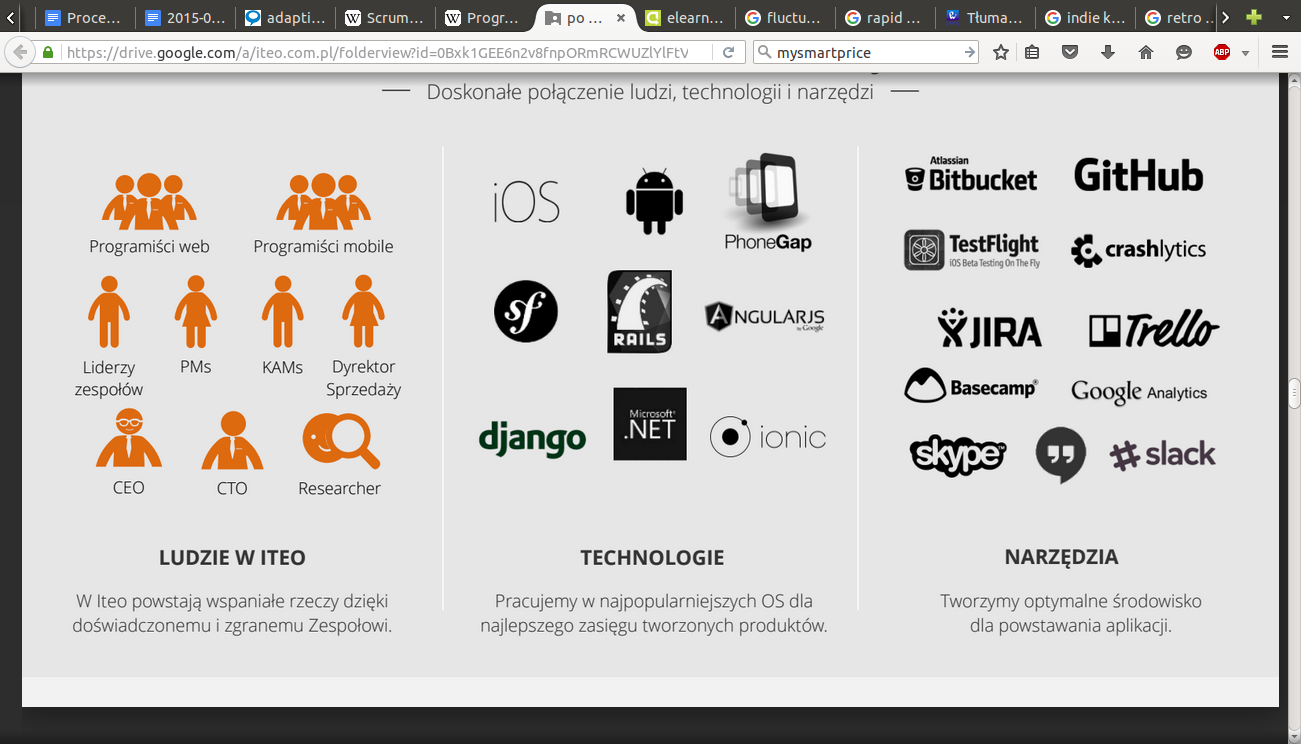 Proce...
2015-0...
adapti...
Scrum...
Progr...
po ...
elearn...
fluctu...
rapid ...
Tłuma...
indie k...
retro ...
https://drive.google.com/a/iteo.com.pl/folderview?id=0Bxk1GEE6n2v8fnpORmRCWUZlYlFtV
mysmartprice
ABP
Doskonałe połączenie ludzi, technologii i narzędzi
Programiści web
Programiści mobile
Liderzy
zespołów
PMs
KAMs
Dyrektor
Sprzedaży
CEO
CTO
Researcher
LUDZIE W ITEO
W Iteo powstają wspaniałe rzeczy dzięki
doświadczonemu i zgranemu Zespołowi.
iOS
PhoneGap
sf
RAILS
ANGULARJS
by Google
django
Microsoft
.NET
ionic
TECHNOLOGIE
Pracujemy w najpopularniejszych OS dla
najlepszego zasięgu tworzonych produktów.
Atlassian
Bitbucket
GitHub
TestFlight
iOS Beta Testing On The Fly
crashlytics
JIRA
Trello
Basecamp
Google Analytics
skype
slack
NARZĘDZIA
Tworzymy optymalne środowisko
dla powstawania aplikacji.